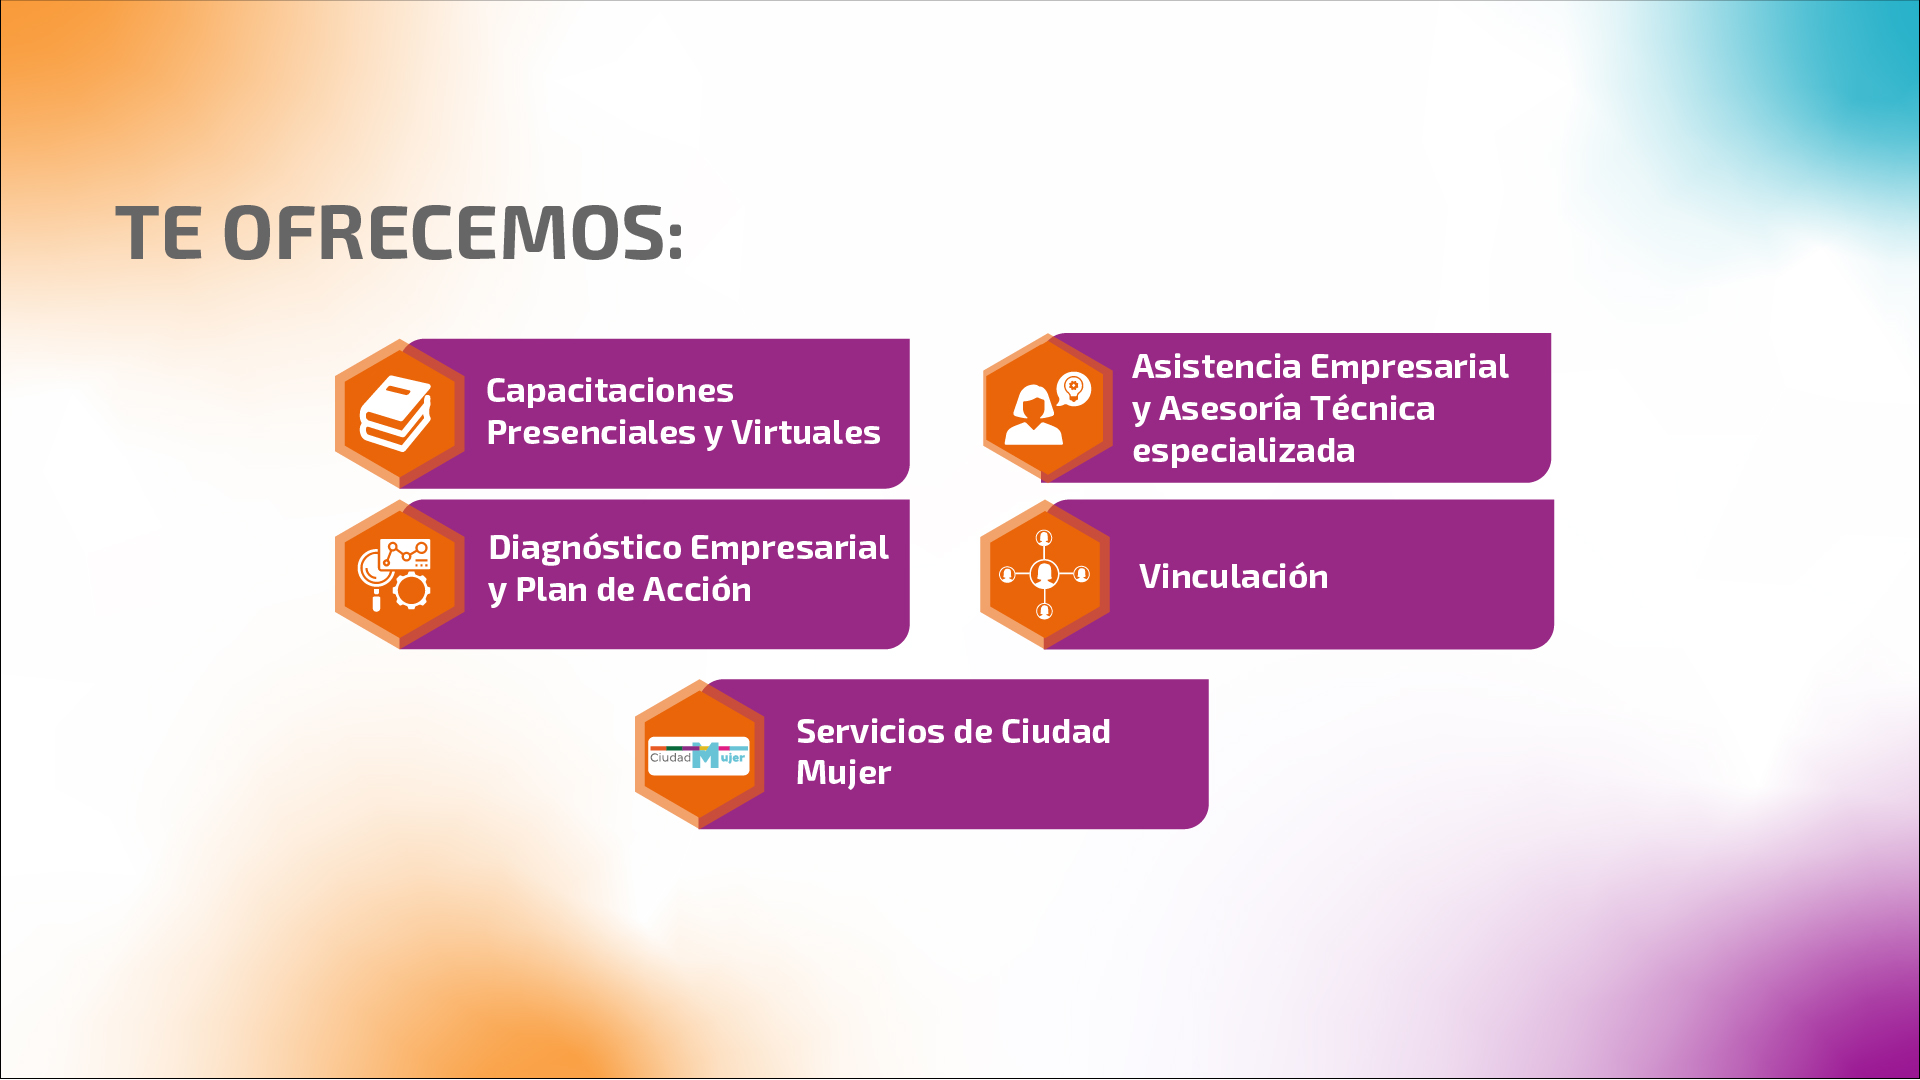 TE OFRECEMOS:
Capacitaciones
Presenciales y Virtuales
Asistencia Empresarial
y Asesoría Técnica
especializada
Diagnóstico Empresarial
y Plan de Acción
Vinculación
Ciudad Mujer
Servicios de Ciudad
Mujer